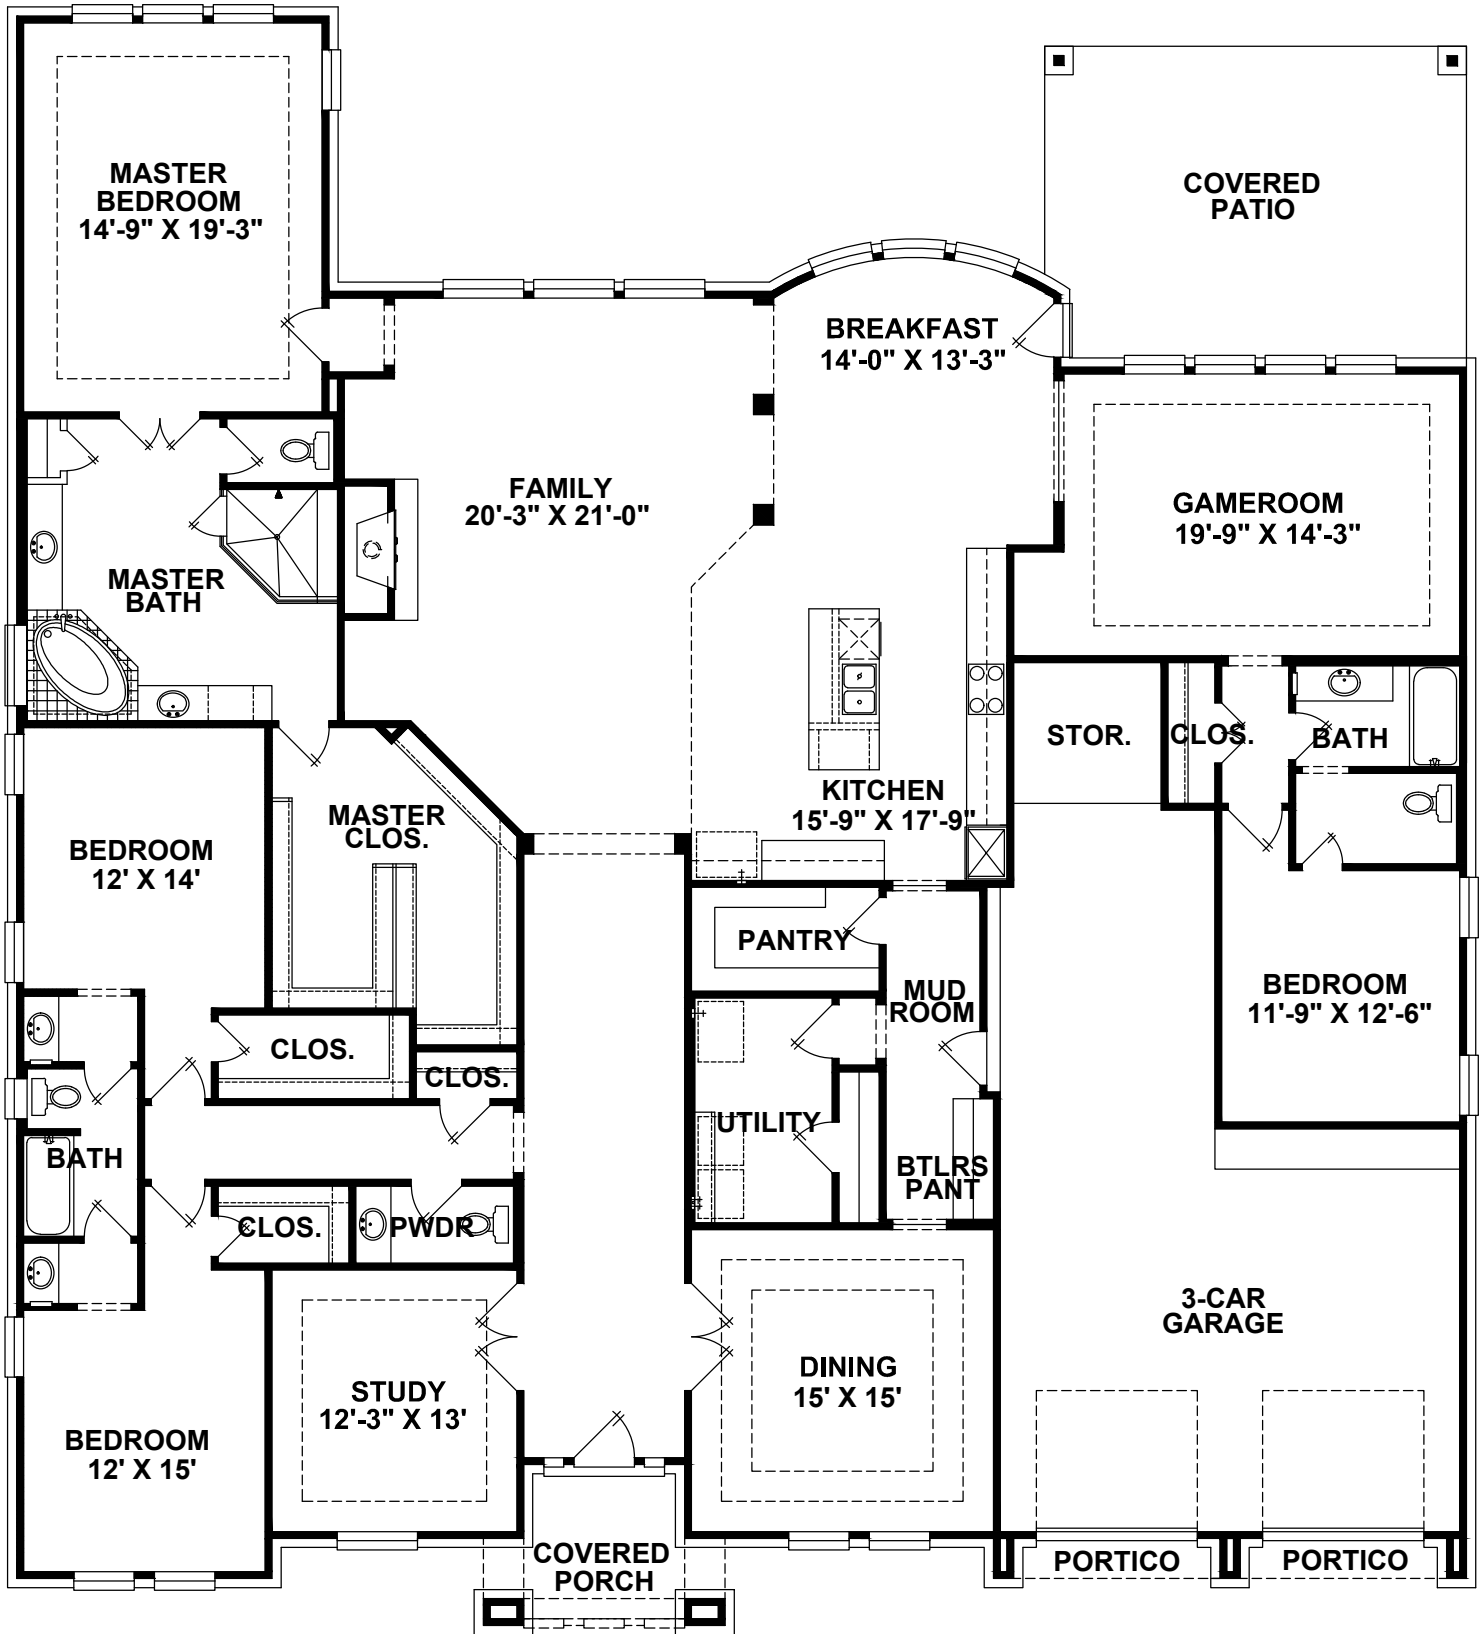 MASTER
BEDROOM
14'-9" X 19'-3"
COVERED
PATIO
BREAKFAST
14'-0" X 13'-3"
FAMILY
20'-3" X 21'-0"
GAMEROOM
19'-9" X 14'-3"
MASTER
BATH
STOR.
CLOS.
BATH
KITCHEN
15'-9" X 17'-9"
MASTER
CLOS.
BEDROOM
12' X 14'
PANTRY
MUD
ROOM
BEDROOM
11'-9" X 12'-6"
CLOS.
CLOS.
UTILITY
BATH
BTLRS
PANT
CLOS.
PWDR
3-CAR
GARAGE
DINING
15' X 15'
STUDY
12'-3" X 13'
BEDROOM
12' X 15'
COVERED
PORCH
PORTICO
PORTICO